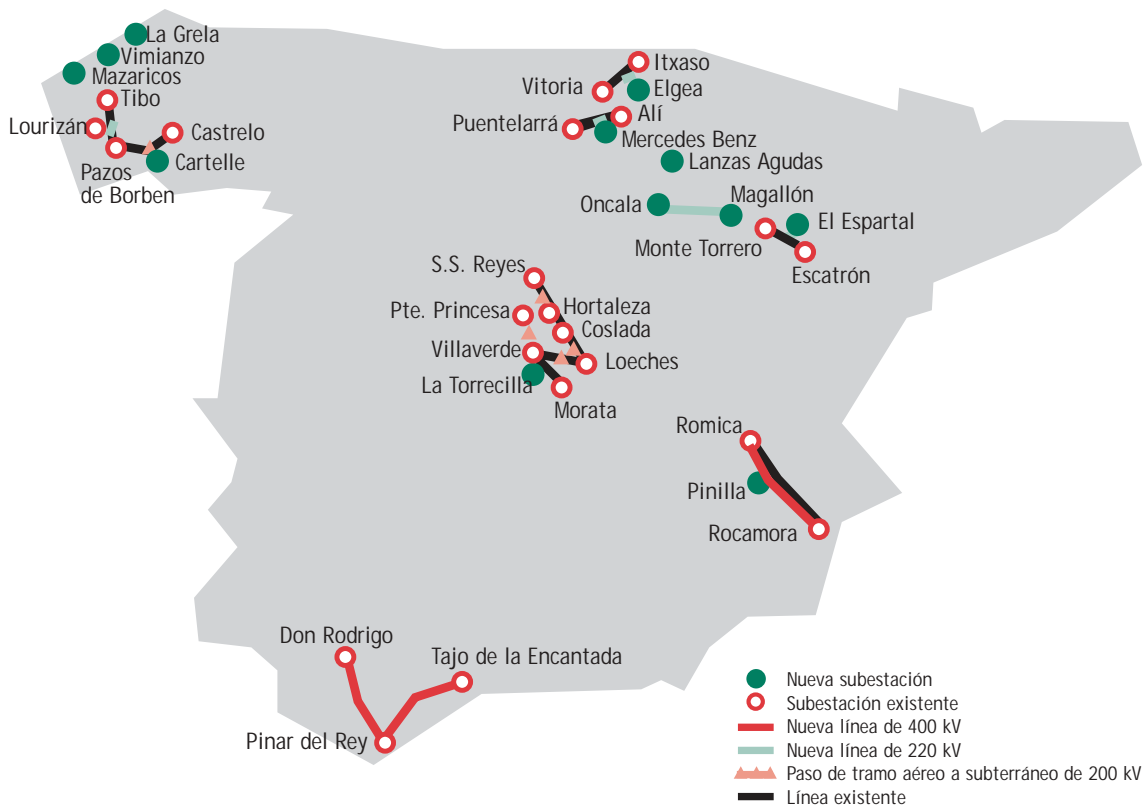 La Grela
Vimianzo
Mazaricos
Tibo
Lourizán
Castrelo
Cartelle
Pazos
de Borben
Itxaso
Vitoria
Elgea
Alí
Puentelarrá
Mercedes Benz
Lanzas Agudas
Magallón
Oncala
El Espartal
Monte Torrero
Escatrón
S.S. Reyes
Hortaleza
Pte. Princesa
Coslada
Villaverde
Loeches
La Torrecilla
Morata
Romica
Pinilla
Rocamora
Don Rodrigo
Tajo de la Encantada
Pinar del Rey
Nueva subestación
Subestación existente
Nueva línea de 400 kV
Nueva línea de 220 kV
Paso de tramo aéreo a subterráneo de 200 kV
Línea existente